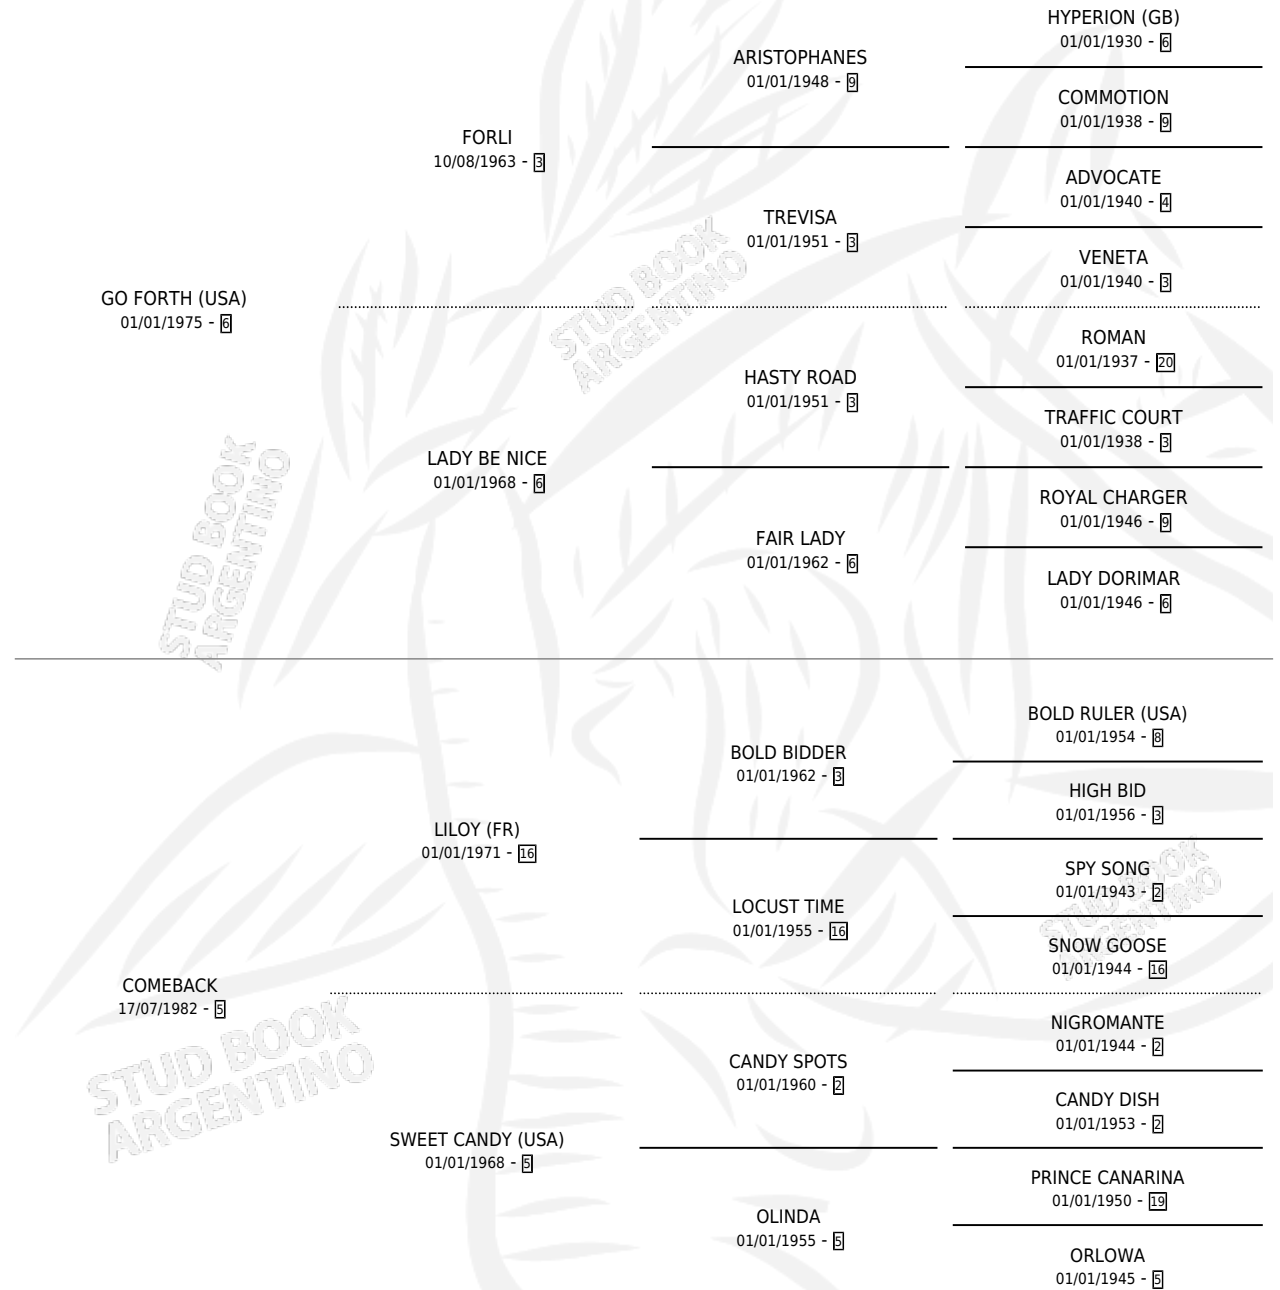 HYPERION (GB)
01/01/1930 - 6
ARISTOPHANES
01/01/1948 - 9
COMMOTION
01/01/1938 - 9
FORLI
10/08/1963 - 3
ADVOCATE
01/01/1940 - 4
TREVISA
01/01/1951 - 3
VENETA
01/01/1940 - 3
GO FORTH (USA)
01/01/1975 - 6
ROMAN
01/01/1937 - 20
HASTY ROAD
01/01/1951 - 3
TRAFFIC COURT
01/01/1938 - 3
LADY BE NICE
01/01/1968 - 6
ROYAL CHARGER
01/01/1946 - 9
FAIR LADY
01/01/1962 - 6
LADY DORIMAR
01/01/1946 - 6
STUD BOOK
ARGENTINO
STUD BOOK
ARGENTINO
BOLD RULER (USA)
01/01/1954 - 8
BOLD BIDDER
01/01/1962 - 3
HIGH BID
01/01/1956 - 3
LILOY (FR)
01/01/1971 - 16
SPY SONG
01/01/1943 - 2
LOCUST TIME
01/01/1955 - 16
SNOW GOOSE
01/01/1944 - 16
STUD BOOK
ARGENTINO
COMEBACK
17/07/1982 - 5
NIGROMANTE
01/01/1944 - 2
CANDY SPOTS
01/01/1960 - 2
CANDY DISH
01/01/1953 - 2
SWEET CANDY (USA)
01/01/1968 - 5
PRINCE CANARINA
01/01/1950 - 19
OLINDA
01/01/1955 - 5
ORLOWA
01/01/1945 - 5
STUD BOOK
ARGENTINO